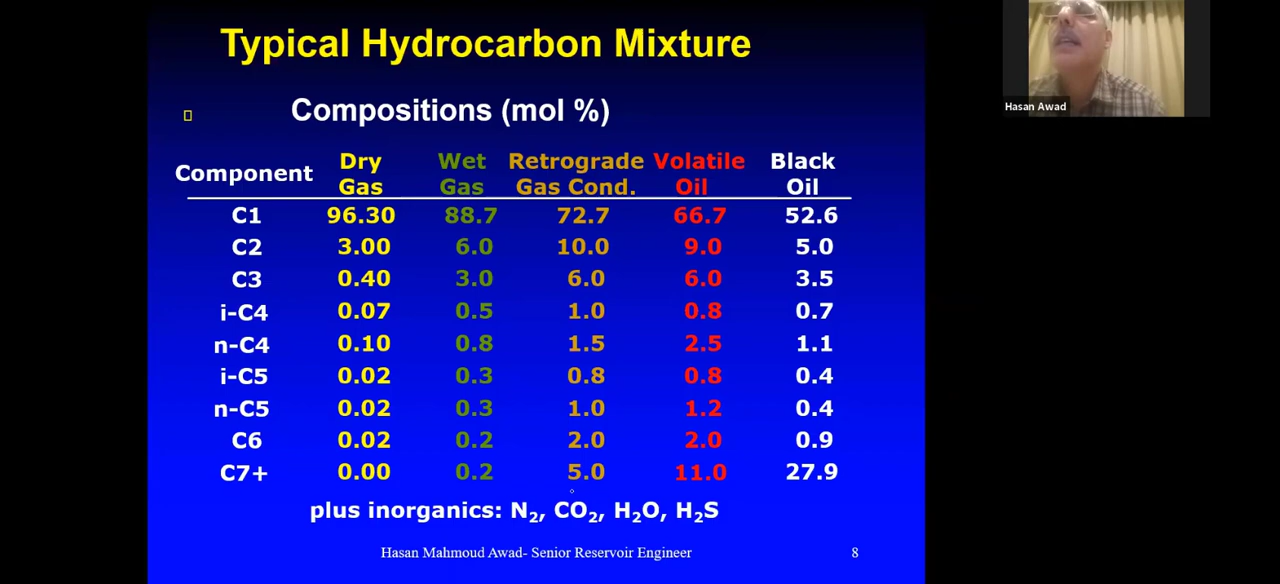 Typical Hydrocarbon Mixture
Compositions (mol %)
Component Dry Gas Wet Gas Retrograde Gas Cond. Volatile Oil Black Oil
C1 96.30 88.7 72.7 66.7 52.6
C2 3.00 6.0 10.0 9.0 5.0
C3 0.40 3.0 6.0 6.0 3.5
i-C4 0.07 0.5 1.0 0.8 0.7
n-C4 0.10 0.8 1.5 2.5 1.1
i-C5 0.02 0.3 0.8 0.8 0.4
n-C5 0.02 0.3 1.0 1.2 0.4
C6 0.02 0.2 2.0 2.0 0.9
C7+ 0.00 0.2 5.0 11.0 27.9
plus inorganics: N₂, CO₂, H₂O, H₂S
Hasan Mahmoud Awad- Senior Reservoir Engineer 8
Hasan Awad